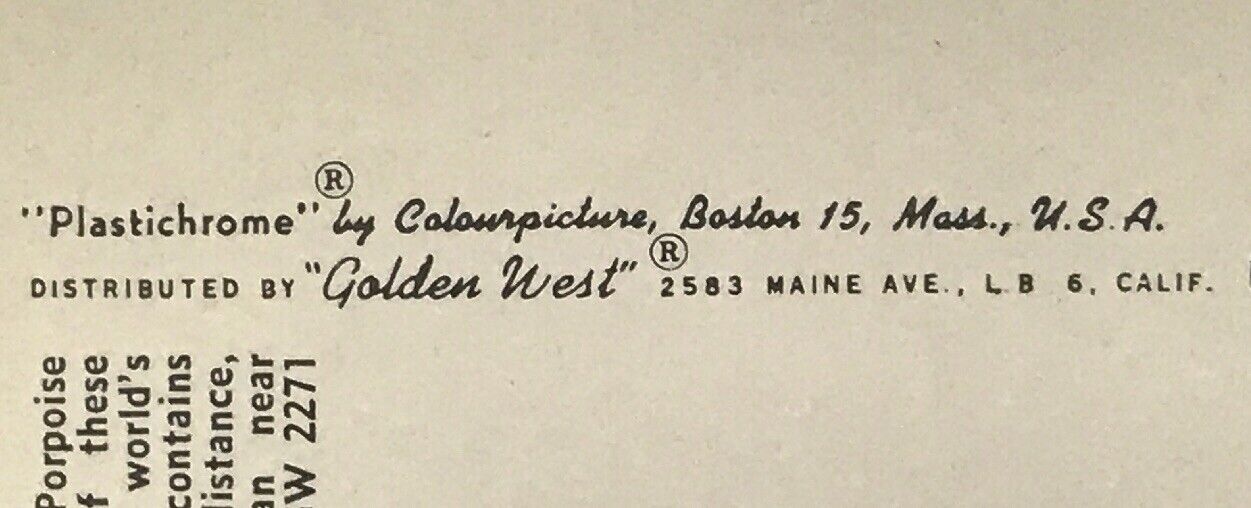 "Plastichrome"® by Colourpicture, Boston 15, Mass., U.S.A.
DISTRIBUTED BY "Golden West"® 2583 MAINE AVE., L.B 6, CALIF.
Porpoise
these
world's
contains
near
2271